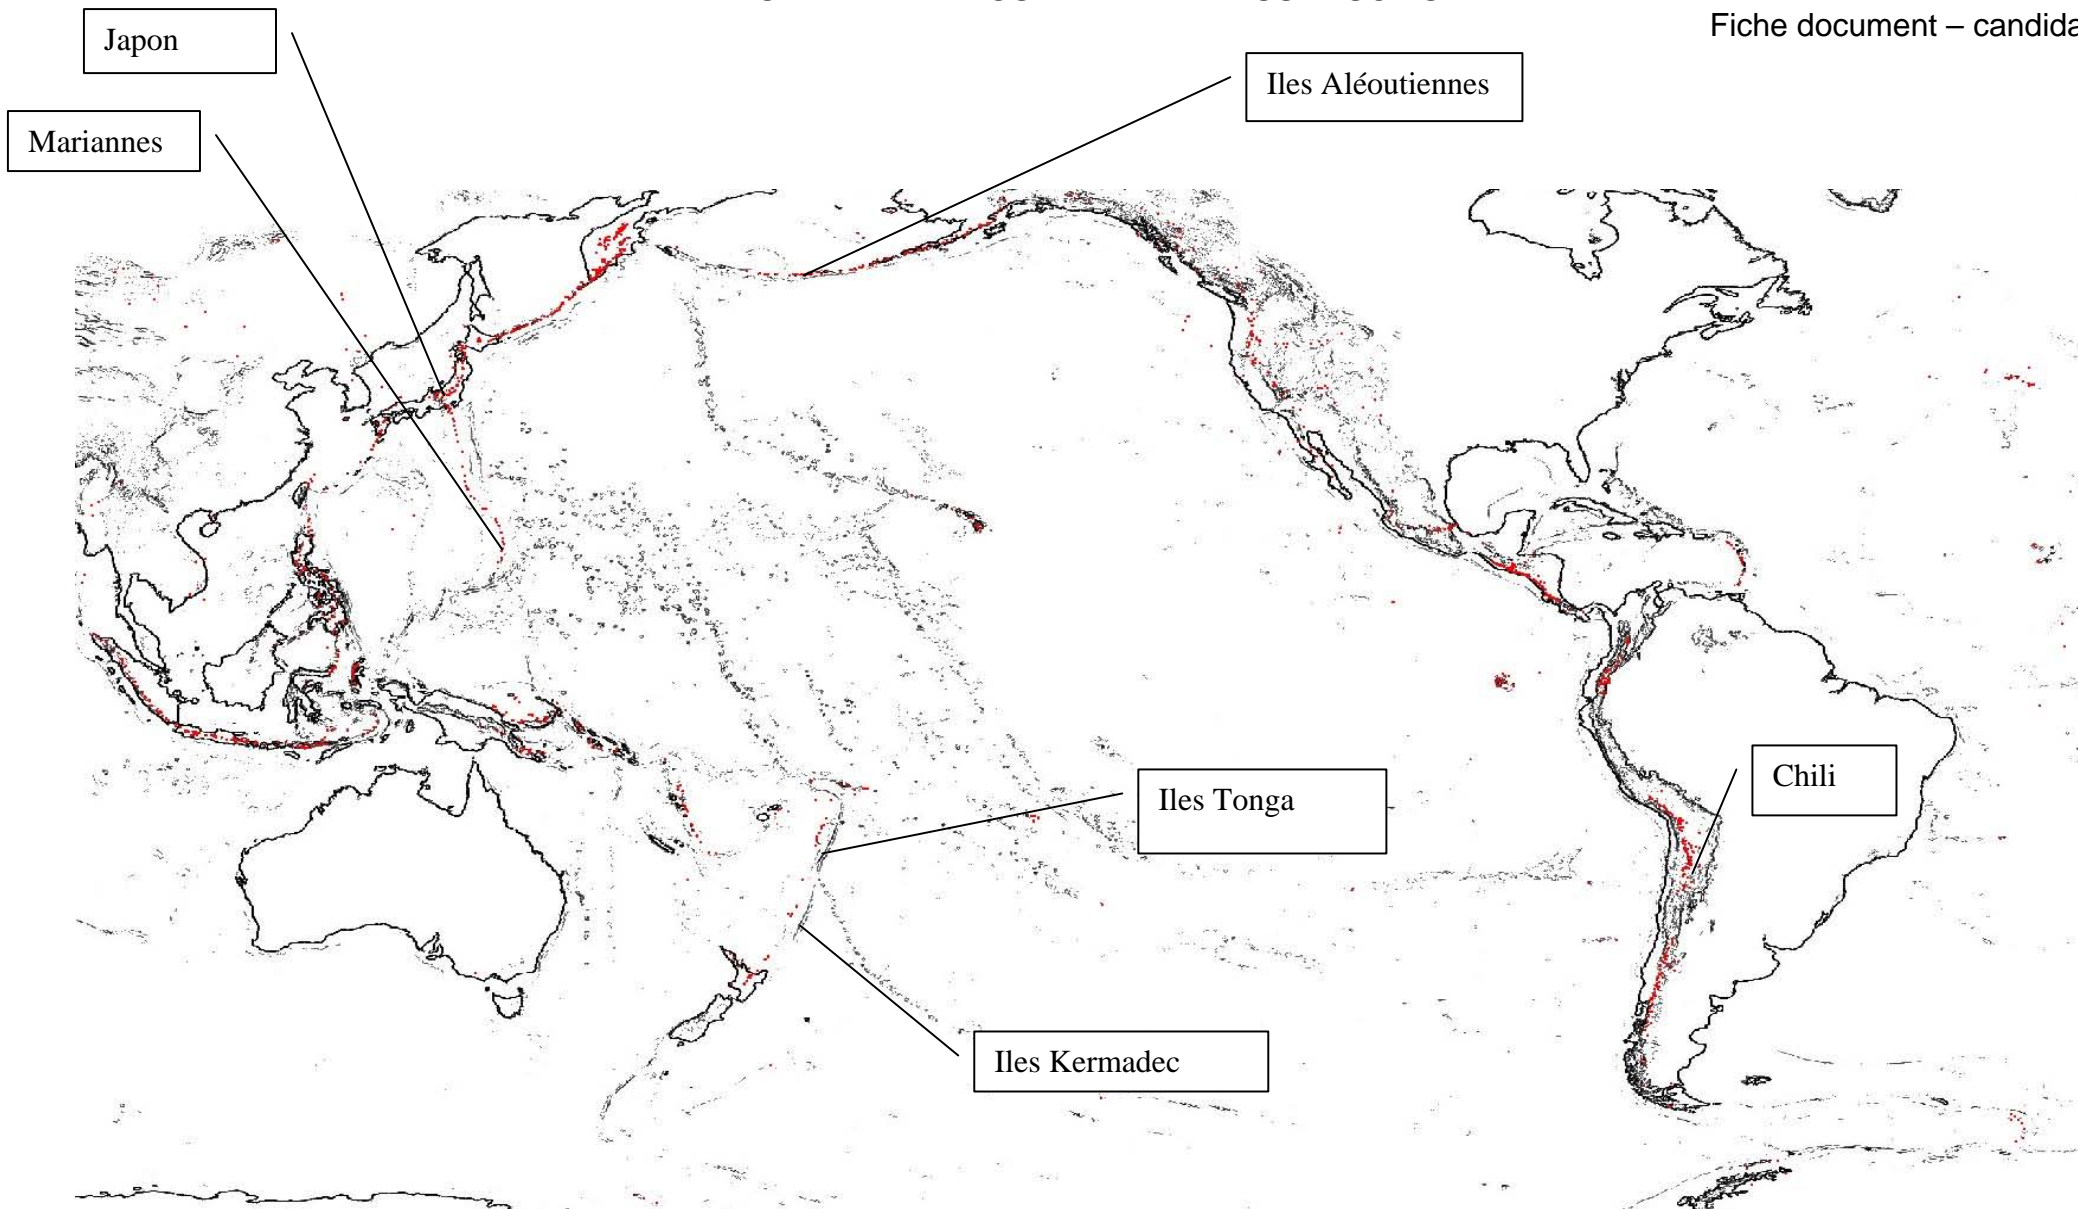 Fiche document – candida
Japon
Iles Aléoutiennes
Mariannes
Chili
Iles Tonga
Iles Kermadec